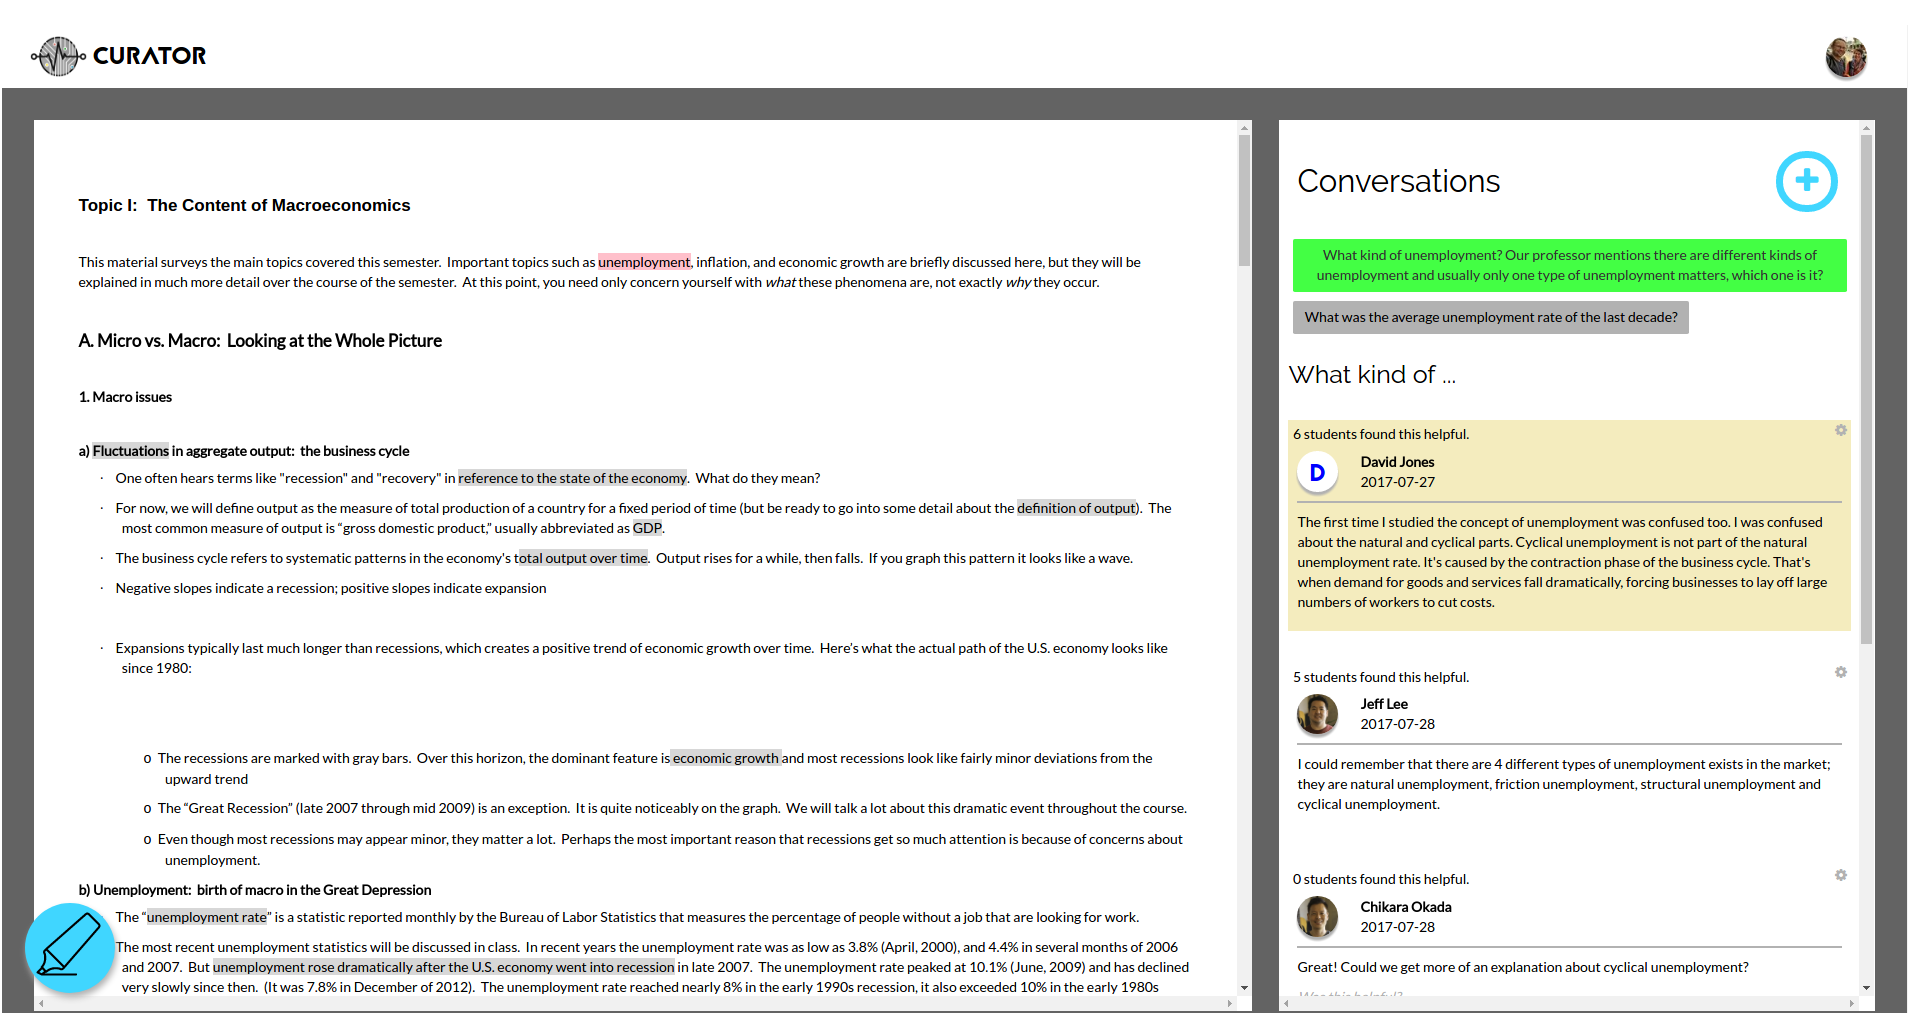 CURATOR
Topic I:  The Content of Macroeconomics
This material surveys the main topics covered this semester.  Important topics such as unemployment, inflation, and economic growth are briefly discussed here, but they will be
explained in much more detail over the course of the semester.  At this point, you need only concern yourself with what these phenomena are, not exactly why they occur.
A. Micro vs. Macro:  Looking at the Whole Picture
1. Macro issues
a) Fluctuations in aggregate output:  the business cycle
· One often hears terms like "recession" and "recovery" in reference to the state of the economy.  What do they mean?
· For now, we will define output as the measure of total production of a country for a fixed period of time (but be ready to go into some detail about the definition of output).  The
most common measure of output is “gross domestic product,” usually abbreviated as GDP.
· The business cycle refers to systematic patterns in the economy's total output over time.  Output rises for a while, then falls.  If you graph this pattern it looks like a wave.
· Negative slopes indicate a recession; positive slopes indicate expansion
· Expansions typically last much longer than recessions, which creates a positive trend of economic growth over time.  Here’s what the actual path of the U.S. economy looks like
since 1980:
o The recessions are marked with gray bars.  Over this horizon, the dominant feature is economic growth and most recessions look like fairly minor deviations from the
upward trend
o The “Great Recession” (late 2007 through mid 2009) is an exception.  It is quite noticeably on the graph.  We will talk a lot about this dramatic event throughout the course.
o Even though most recessions may appear minor, they matter a lot.  Perhaps the most important reason that recessions get so much attention is because of concerns about
unemployment.
b) Unemployment:  birth of macro in the Great Depression
The “unemployment rate” is a statistic reported monthly by the Bureau of Labor Statistics that measures the percentage of people without a job that are looking for work.
The most recent unemployment statistics will be discussed in class.  In recent years the unemployment rate was as low as 3.8% (April, 2000), and 4.4% in several months of 2006
and 2007.  But unemployment rose dramatically after the U.S. economy went into recession in late 2007.  The unemployment rate peaked at 10.1% (June, 2009) and has declined
very slowly since then.  (It was 7.8% in December of 2012).  The unemployment rate reached nearly 8% in the early 1990s recession, it also exceeded 10% in the early 1980s
Conversations
What kind of unemployment? Our professor mentions there are different kinds of
unemployment and usually only one type of unemployment matters, which one is it?
What was the average unemployment rate of the last decade?
What kind of ...
6 students found this helpful.
D
David Jones
2017-07-27
The first time I studied the concept of unemployment was confused too. I was confused
about the natural and cyclical parts. Cyclical unemployment is not part of the natural
unemployment rate. It's caused by the contraction phase of the business cycle. That's
when demand for goods and services fall dramatically, forcing businesses to lay off large
numbers of workers to cut costs.
5 students found this helpful.
Jeff Lee
2017-07-28
I could remember that there are 4 different types of unemployment exists in the market;
they are natural unemployment, friction unemployment, structural unemployment and
cyclical unemployment.
0 students found this helpful.
Chikara Okada
2017-07-28
Great! Could we get more of an explanation about cyclical unemployment?
Was this helpful?